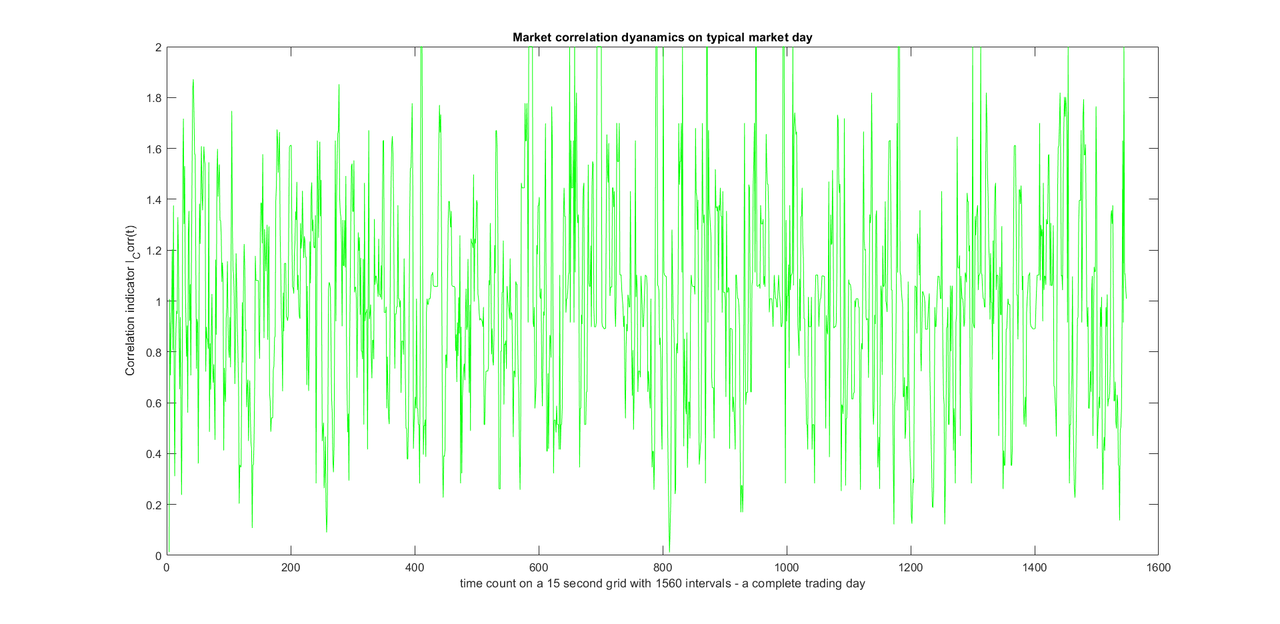 Market correlation dyanamics on typical market day
2
1.8
1.6
1.4
1.2
1
0.8
0.6
0.4
0.2
0
Correlation indicator I_Corr(t)
0 200 400 600 800 1000 1200 1400 1600
time count on a 15 second grid with 1560 intervals - a complete trading day